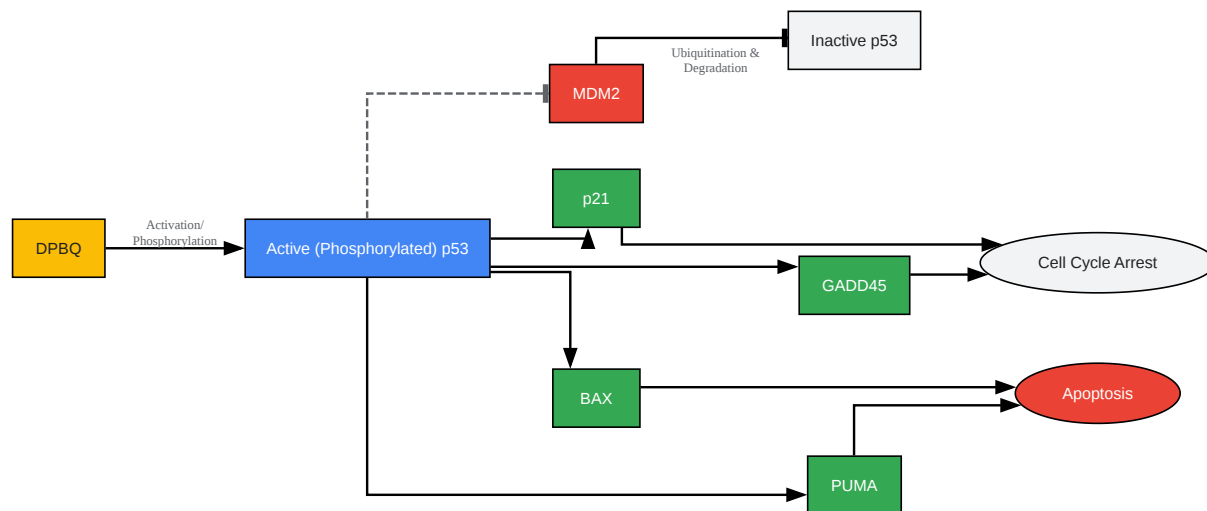 Inactive p53
Ubiquitination &
Degradation
MDM2
p21
Activation/
Phosphorylation
DPBQ
Active (Phosphorylated) p53
Cell Cycle Arrest
GADD45
BAX
Apoptosis
PUMA